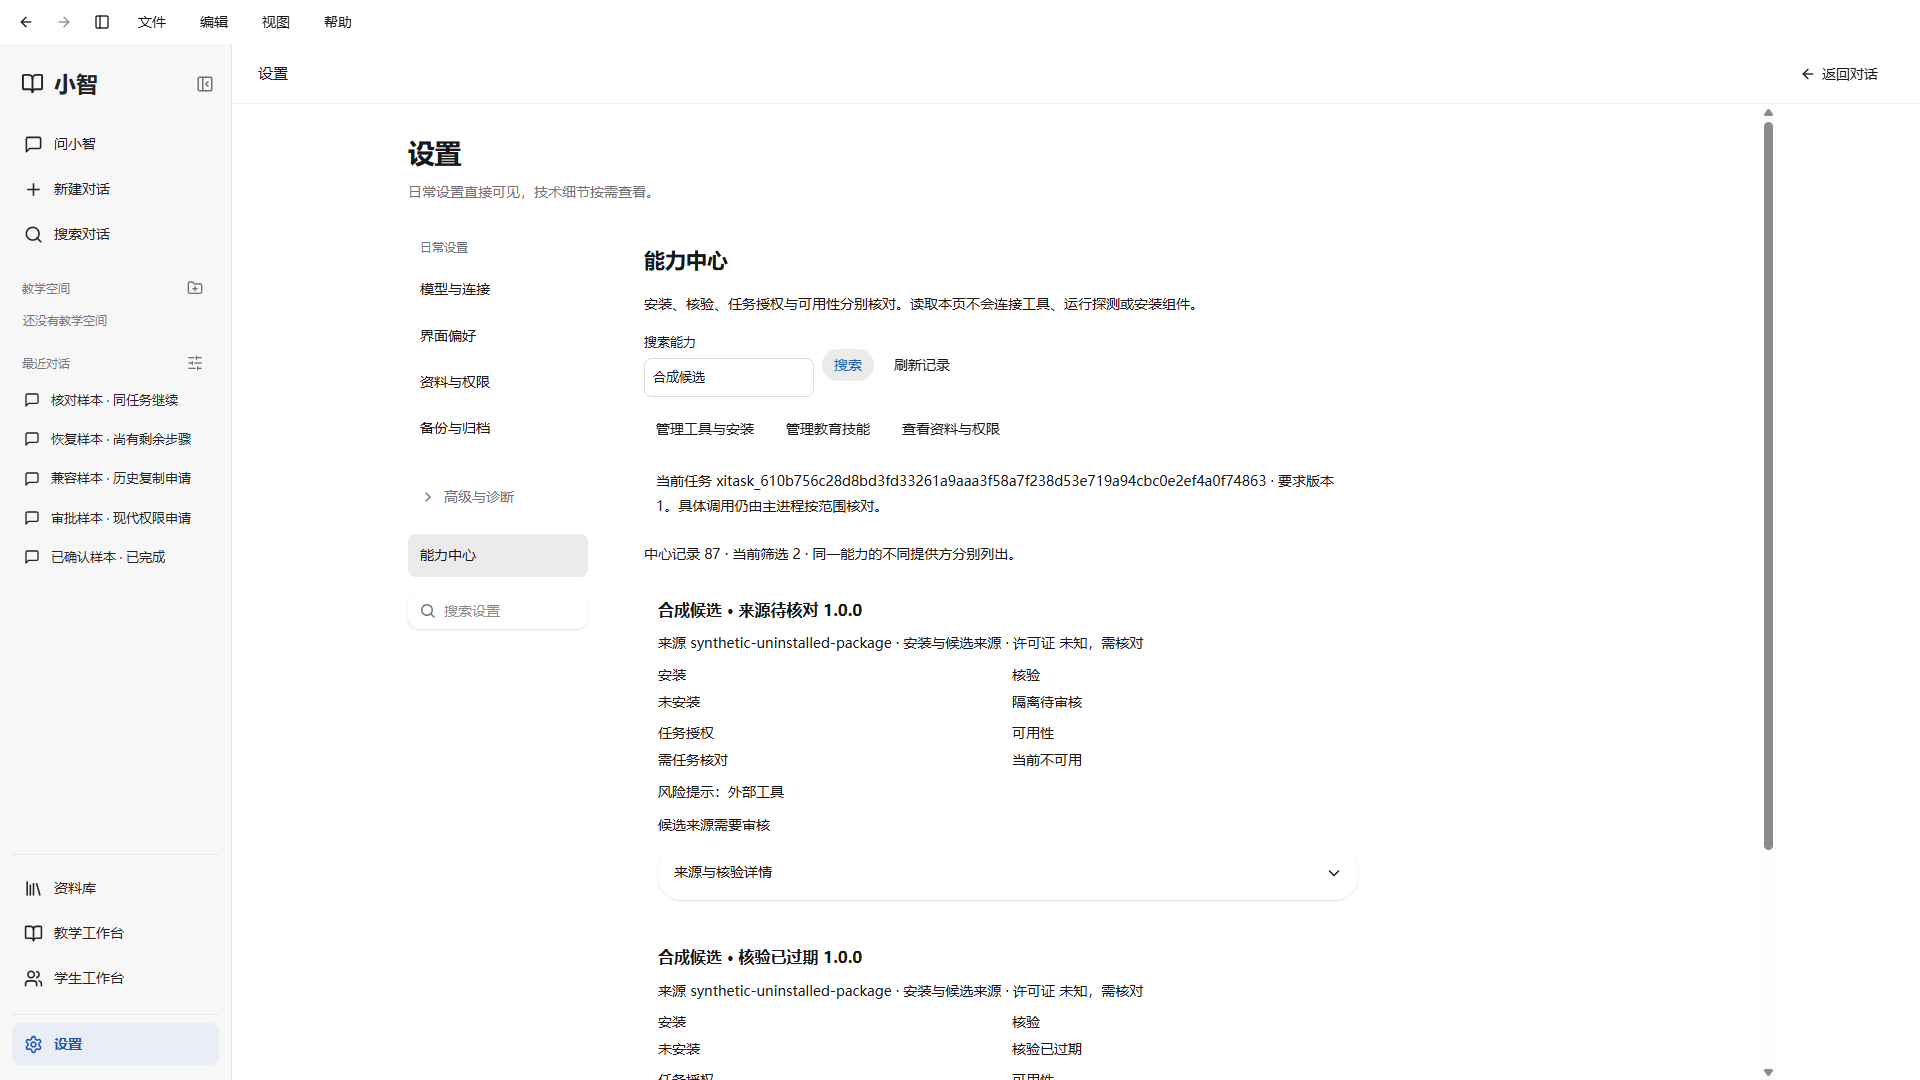 文件 编辑 视图 帮助
小智
问小智
新建对话
搜索对话
教学空间
还没有教学空间
最近对话
核对样本 · 同任务继续
恢复样本 · 尚有剩余步骤
兼容样本 · 历史复制申请
审批样本 · 现代权限申请
已确认样本 · 已完成
资料库
教学工作台
学生工作台
设置
设置
返回对话
设置
日常设置直接可见，技术细节按需查看。
日常设置
模型与连接
界面偏好
资料与权限
备份与归档
高级与诊断
能力中心
搜索设置
能力中心
安装、核验、任务授权与可用性分别核对。读取本页不会连接工具、运行探测或安装组件。
搜索能力
合成候选 搜索 刷新记录
管理工具与安装 管理教育技能 查看资料与权限
当前任务 xitask_610b756c28d8bd3fd33261a9aaa3f58a7f238d53e719a94cbc0e2ef4a0f74863 · 要求版本
1。具体调用仍由主进程按范围核对。
中心记录 87 · 当前筛选 2 · 同一能力的不同提供方分别列出。
合成候选 • 来源待核对 1.0.0
来源 synthetic-uninstalled-package · 安装与候选来源 · 许可证 未知，需核对
安装 核验
未安装 隔离待审核
任务授权 可用性
需任务核对 当前不可用
风险提示：外部工具
候选来源需要审核
来源与核验详情
合成候选 • 核验已过期 1.0.0
来源 synthetic-uninstalled-package · 安装与候选来源 · 许可证 未知，需核对
安装 核验
未安装 核验已过期
任务授权 可用性